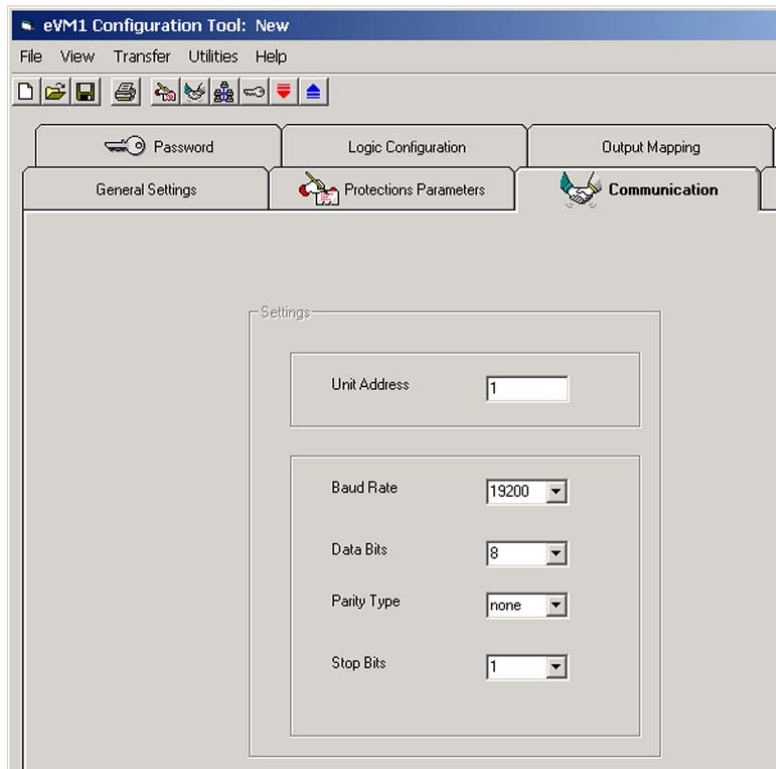 eVM1 Configuration Tool: New
File View Transfer Utilities Help
Password Logic Configuration Output Mapping
General Settings Protections Parameters Communication
Settings
Unit Address 1
Baud Rate 19200
Data Bits 8
Parity Type none
Stop Bits 1